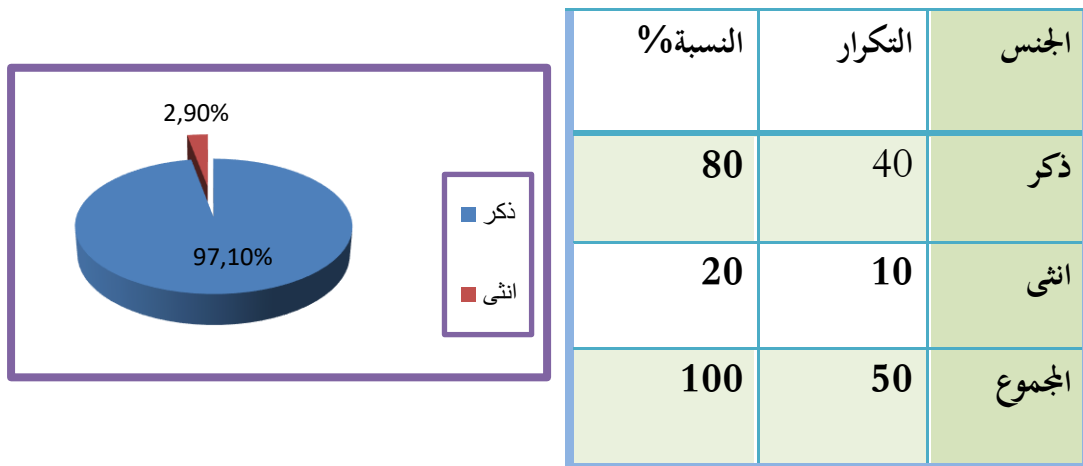 الجنس التكرار النسبة%
ذكر 40 80
انثى 10 20
المجموع 50 100
2,90%
97,10%
ذكر
انثى